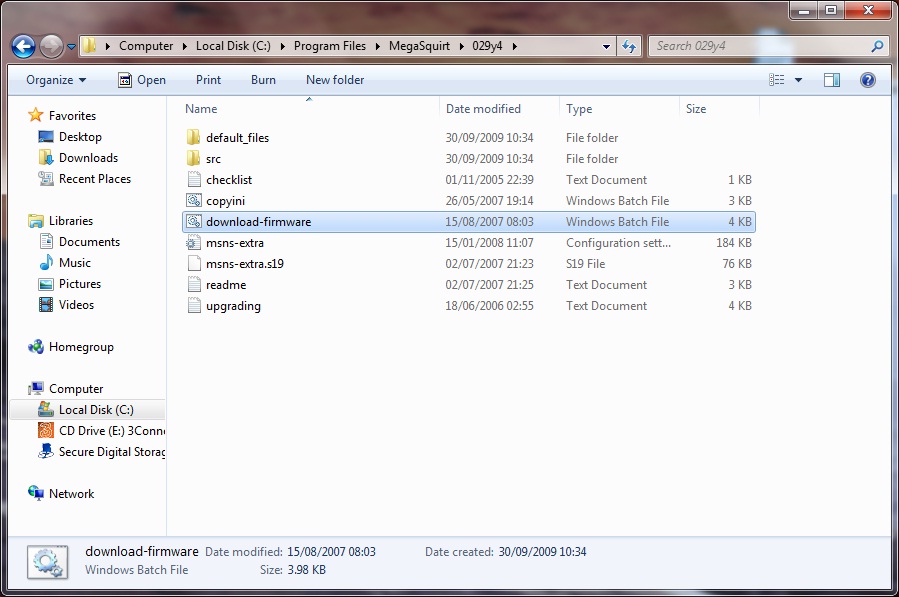 Computer Local Disk (C:) Program Files MegaSquirt 029y4 Search 029y4
Organize Open Print Burn New folder
Name Date modified Type Size
Favorites
Desktop
Downloads
Recent Places
Libraries
Documents
Music
Pictures
Videos
Homegroup
Computer
Local Disk (C:)
CD Drive (E:) 3Conn
Secure Digital Storag
Network
default_files 30/09/2009 10:34 File folder
src 30/09/2009 10:34 File folder
checklist 01/11/2005 22:39 Text Document 1 KB
copyini 26/05/2007 19:14 Windows Batch File 3 KB
download-firmware 15/08/2007 08:03 Windows Batch File 4 KB
msns-extra 15/01/2008 11:07 Configuration sett... 184 KB
msns-extra.s19 02/07/2007 21:23 S19 File 76 KB
readme 02/07/2007 21:25 Text Document 3 KB
upgrading 18/06/2006 02:55 Text Document 4 KB
download-firmware Date modified: 15/08/2007 08:03 Date created: 30/09/2009 10:34
Windows Batch File Size: 3.98 KB